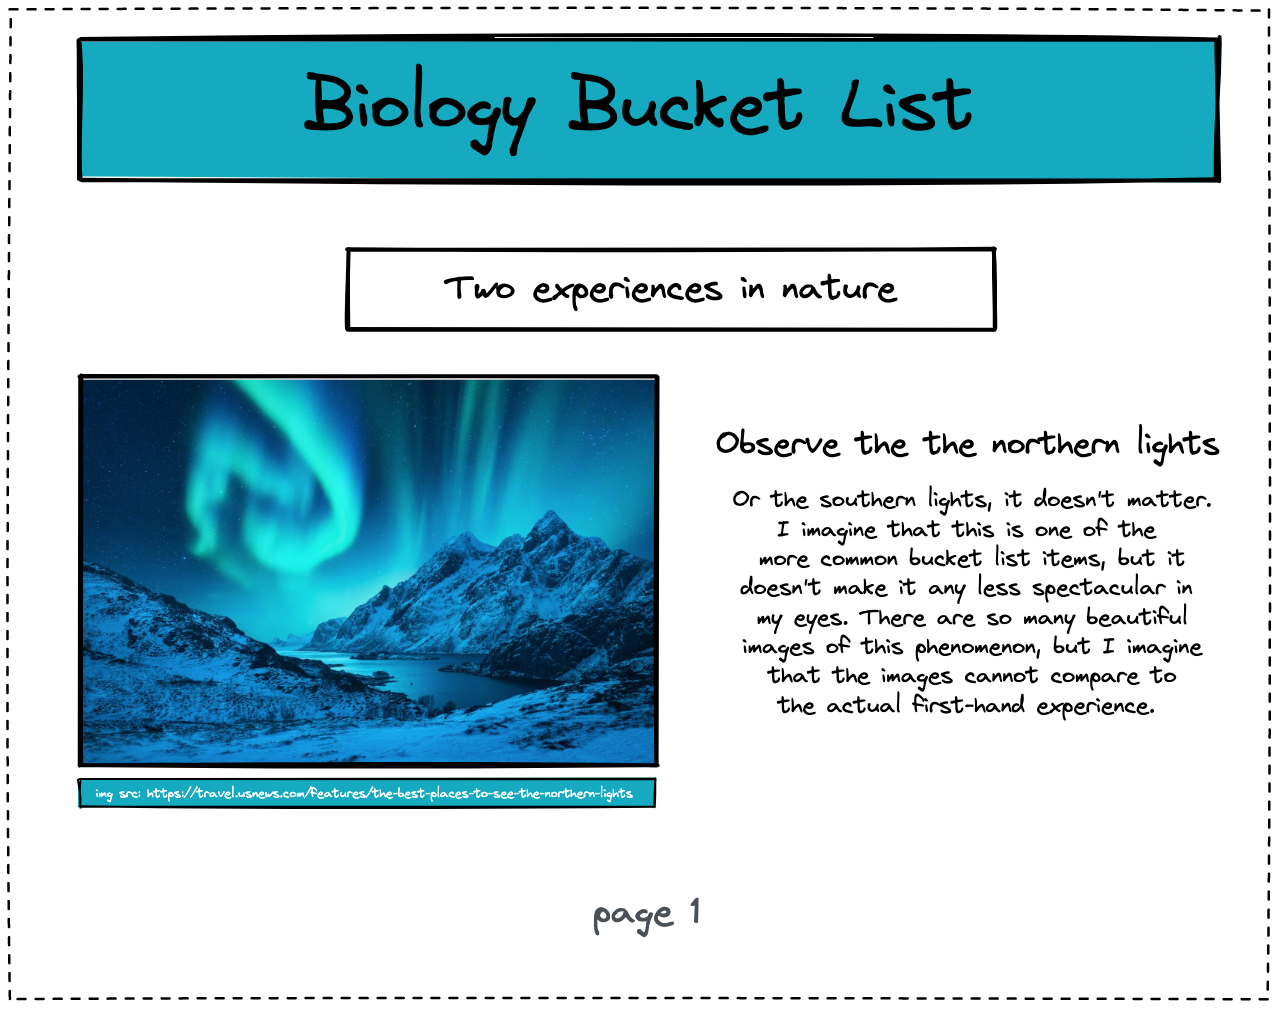 Biology Bucket List
Two experiences in nature
Observe the the northern lights
Or the southern lights, it doesn't matter.
I imagine that this is one of the
more common bucket list items, but it
doesn't make it any less spectacular in
my eyes. There are so many beautiful
images of this phenomenon, but I imagine
that the images cannot compare to
the actual first-hand experience.
img src: https://travel.usnews.com/features/the-best-places-to-see-the-northern-lights
page 1